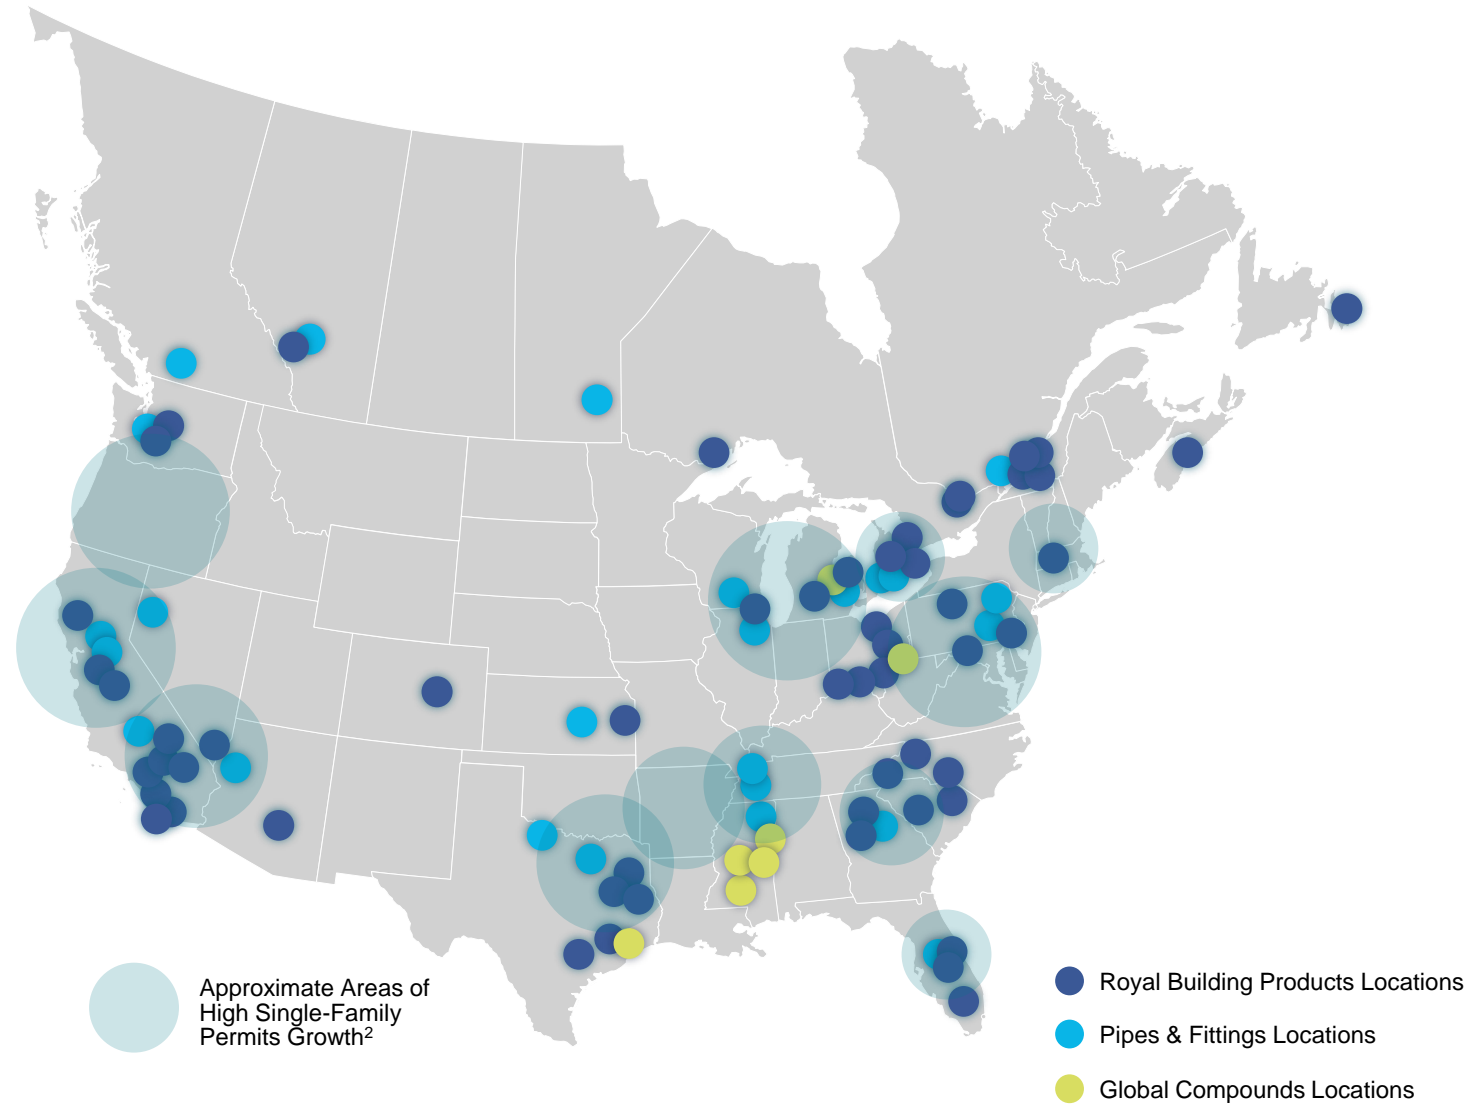 Approximate Areas of
High Single-Family
Permits Growth²
Royal Building Products Locations
Pipes & Fittings Locations
Global Compounds Locations